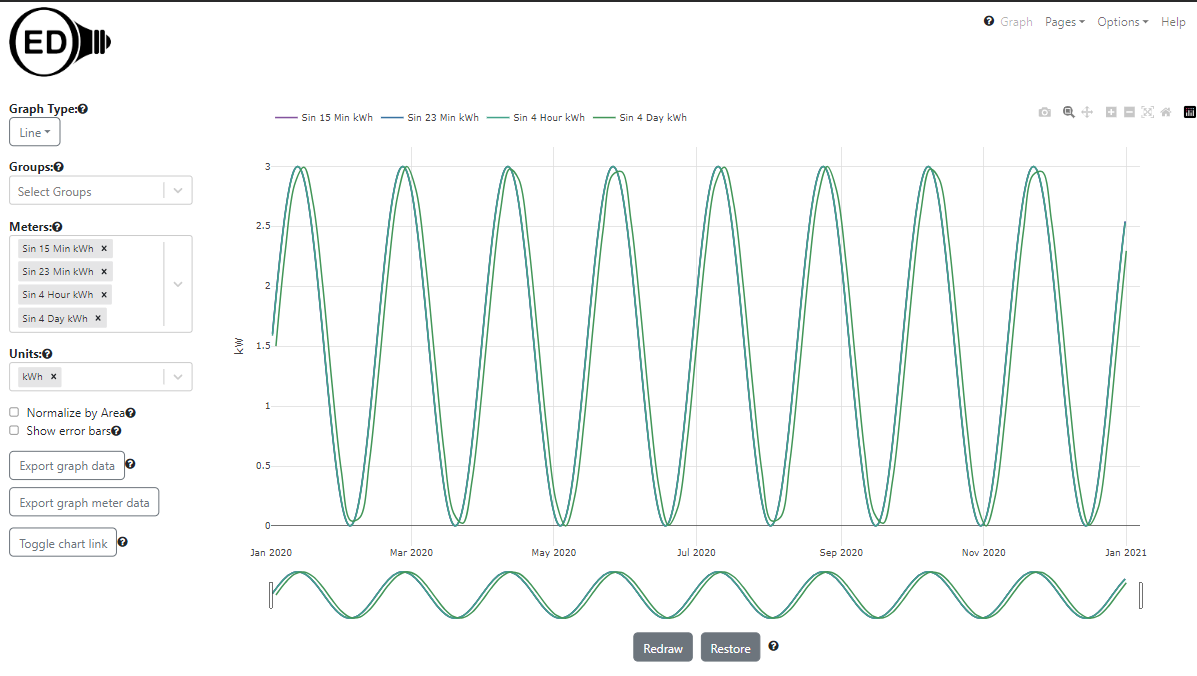 ED
Graph Pages Options Help
Graph Type:
Line
Groups:
Select Groups
Meters:
Sin 15 Min kWh ×
Sin 23 Min kWh ×
Sin 4 Hour kWh ×
Sin 4 Day kWh ×
Units:
kWh ×
Normalize by Area
Show error bars
Export graph data
Export graph meter data
Toggle chart link
Sin 15 Min kWh Sin 23 Min kWh Sin 4 Hour kWh Sin 4 Day kWh
kW
3
2.5
2
1.5
1
0.5
0
Jan 2020 Mar 2020 May 2020 Jul 2020 Sep 2020 Nov 2020 Jan 2021
Redraw Restore